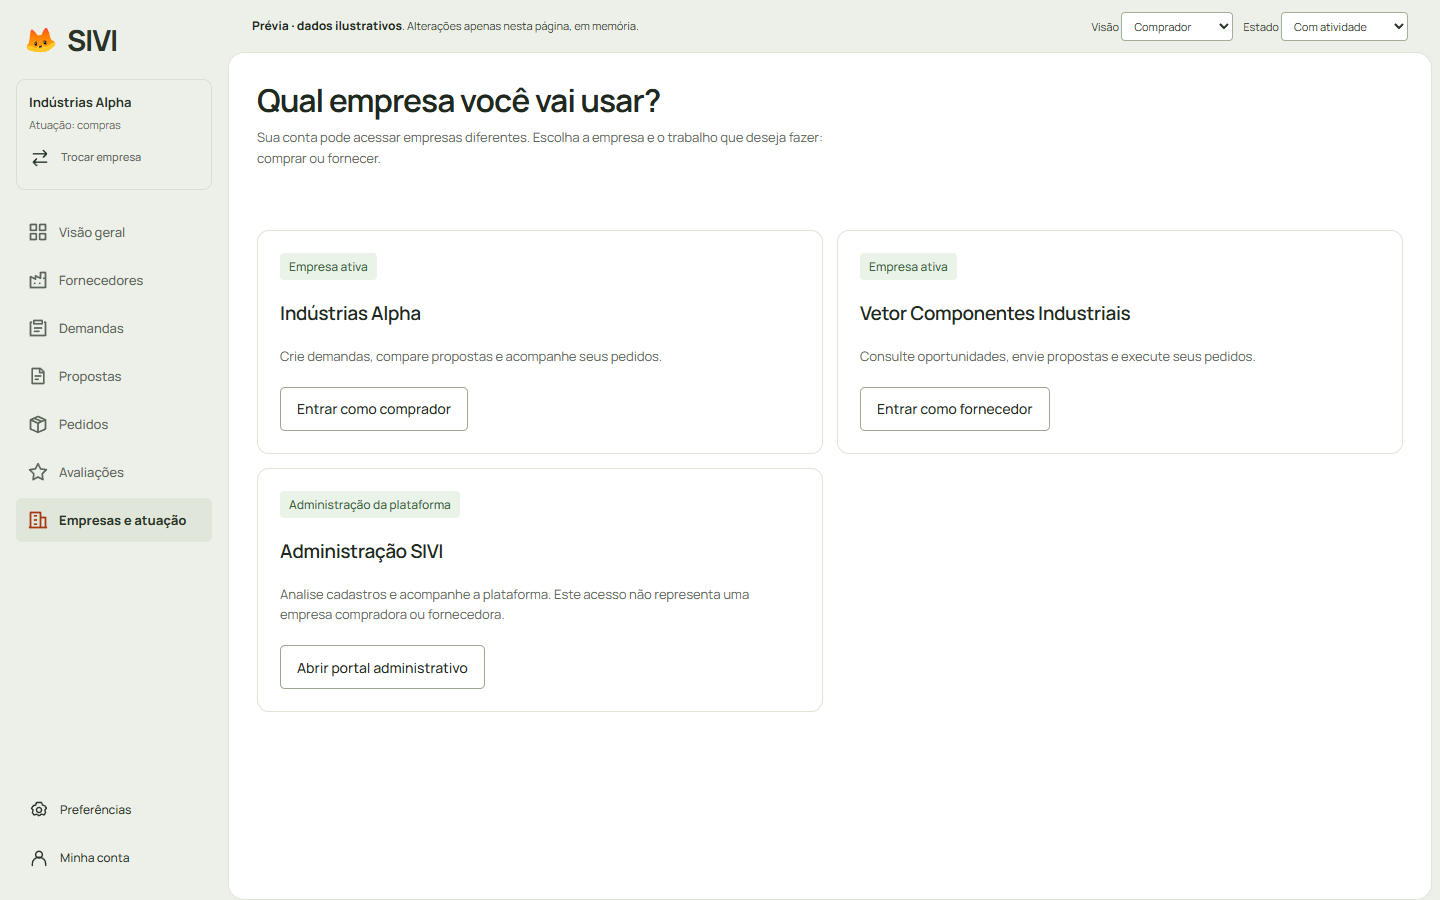 SIVI
Prévia · dados ilustrativos. Alterações apenas nesta página, em memória.
Visão Comprador Estado Com atividade
Indústrias Alpha
Atuação: compras
Trocar empresa
Visão geral
Fornecedores
Demandas
Propostas
Pedidos
Avaliações
Empresas e atuação
Preferências
Minha conta
Qual empresa você vai usar?
Sua conta pode acessar empresas diferentes. Escolha a empresa e o trabalho que deseja fazer:
comprar ou fornecer.
Empresa ativa
Indústrias Alpha
Crie demandas, compare propostas e acompanhe seus pedidos.
Entrar como comprador
Empresa ativa
Vetor Componentes Industriais
Consulte oportunidades, envie propostas e execute seus pedidos.
Entrar como fornecedor
Administração da plataforma
Administração SIVI
Analise cadastros e acompanhe a plataforma. Este acesso não representa uma
empresa compradora ou fornecedora.
Abrir portal administrativo